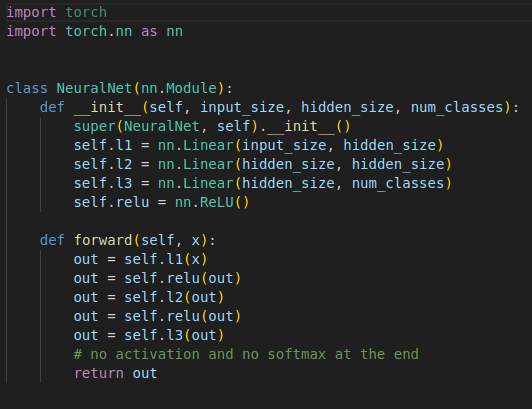 import torch
import torch.nn as nn
class NeuralNet(nn.Module):
    def __init__(self, input_size, hidden_size, num_classes):
        super(NeuralNet, self).__init__()
        self.l1 = nn.Linear(input_size, hidden_size)
        self.l2 = nn.Linear(hidden_size, hidden_size)
        self.l3 = nn.Linear(hidden_size, num_classes)
        self.relu = nn.ReLU()
    def forward(self, x):
        out = self.l1(x)
        out = self.relu(out)
        out = self.l2(out)
        out = self.relu(out)
        out = self.l3(out)
        # no activation and no softmax at the end
        return out